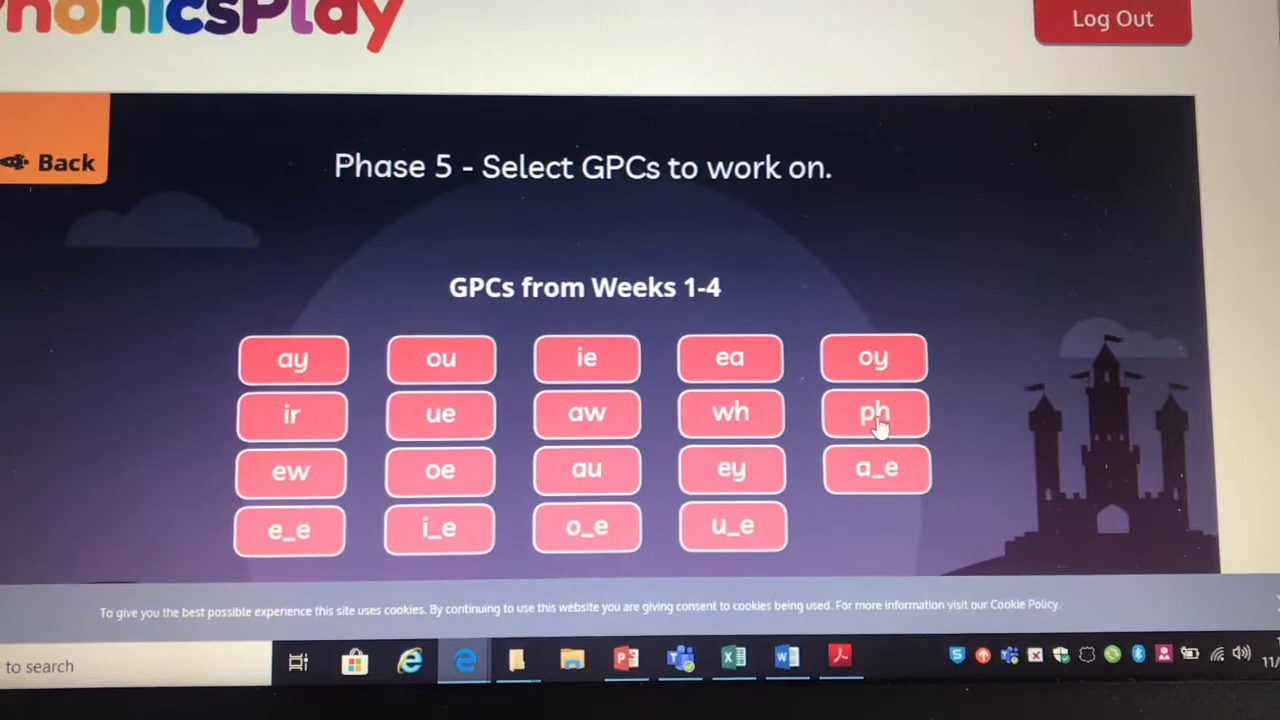 PhonicsPlay
Log Out
Back
Phase 5 - Select GPCs to work on.
GPCs from Weeks 1-4
ay ou ie ea oy
ir ue aw wh ph
ew oe au ey a_e
e_e i_e o_e u_e
To give you the best possible experience this site uses cookies. By continuing to use this website you are giving consent to cookies being used. For more information visit our Cookie Policy.
to search
11/